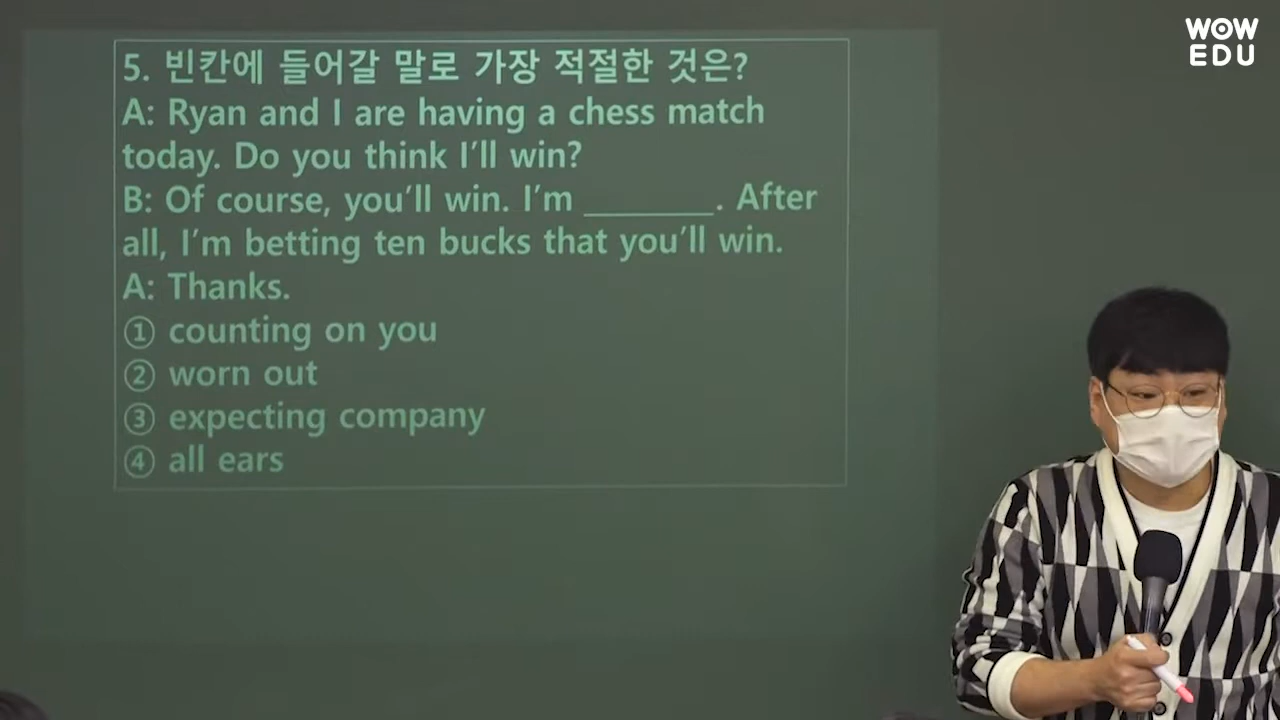 WOW
EDU
5. 빈칸에 들어갈 말로 가장 적절한 것은?
A: Ryan and I are having a chess match
today. Do you think I'll win?
B: Of course, you'll win. I'm ________. After
all, I'm betting ten bucks that you'll win.
A: Thanks.
① counting on you
② worn out
③ expecting company
④ all ears